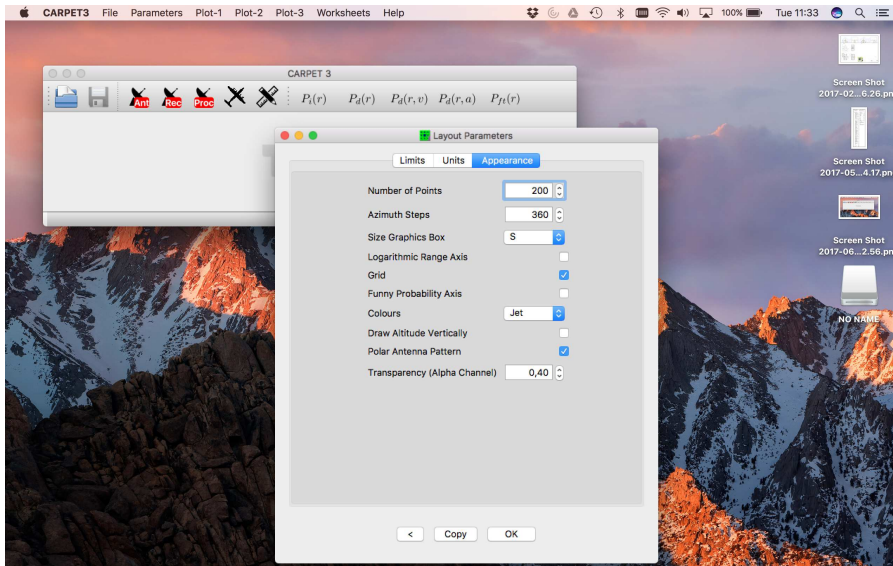 CARPET3 File Parameters Plot-1 Plot-2 Plot-3 Worksheets Help 100% Tue 11:33
CARPET 3
Ant Rec Proc P_i(r) P_d(r) P_d(r, v) P_d(r, a) P_ft(r)
Layout Parameters
Limits Units Appearance
Number of Points 200
Azimuth Steps 360
Size Graphics Box S
Logarithmic Range Axis
Grid
Funny Probability Axis
Colours Jet
Draw Altitude Vertically
Polar Antenna Pattern
Transparency (Alpha Channel) 0,40
< Copy OK
Screen Shot
2017-02...6.26.pn
Screen Shot
2017-05...4.17.pn
Screen Shot
2017-06...2.56.pn
NO NAME